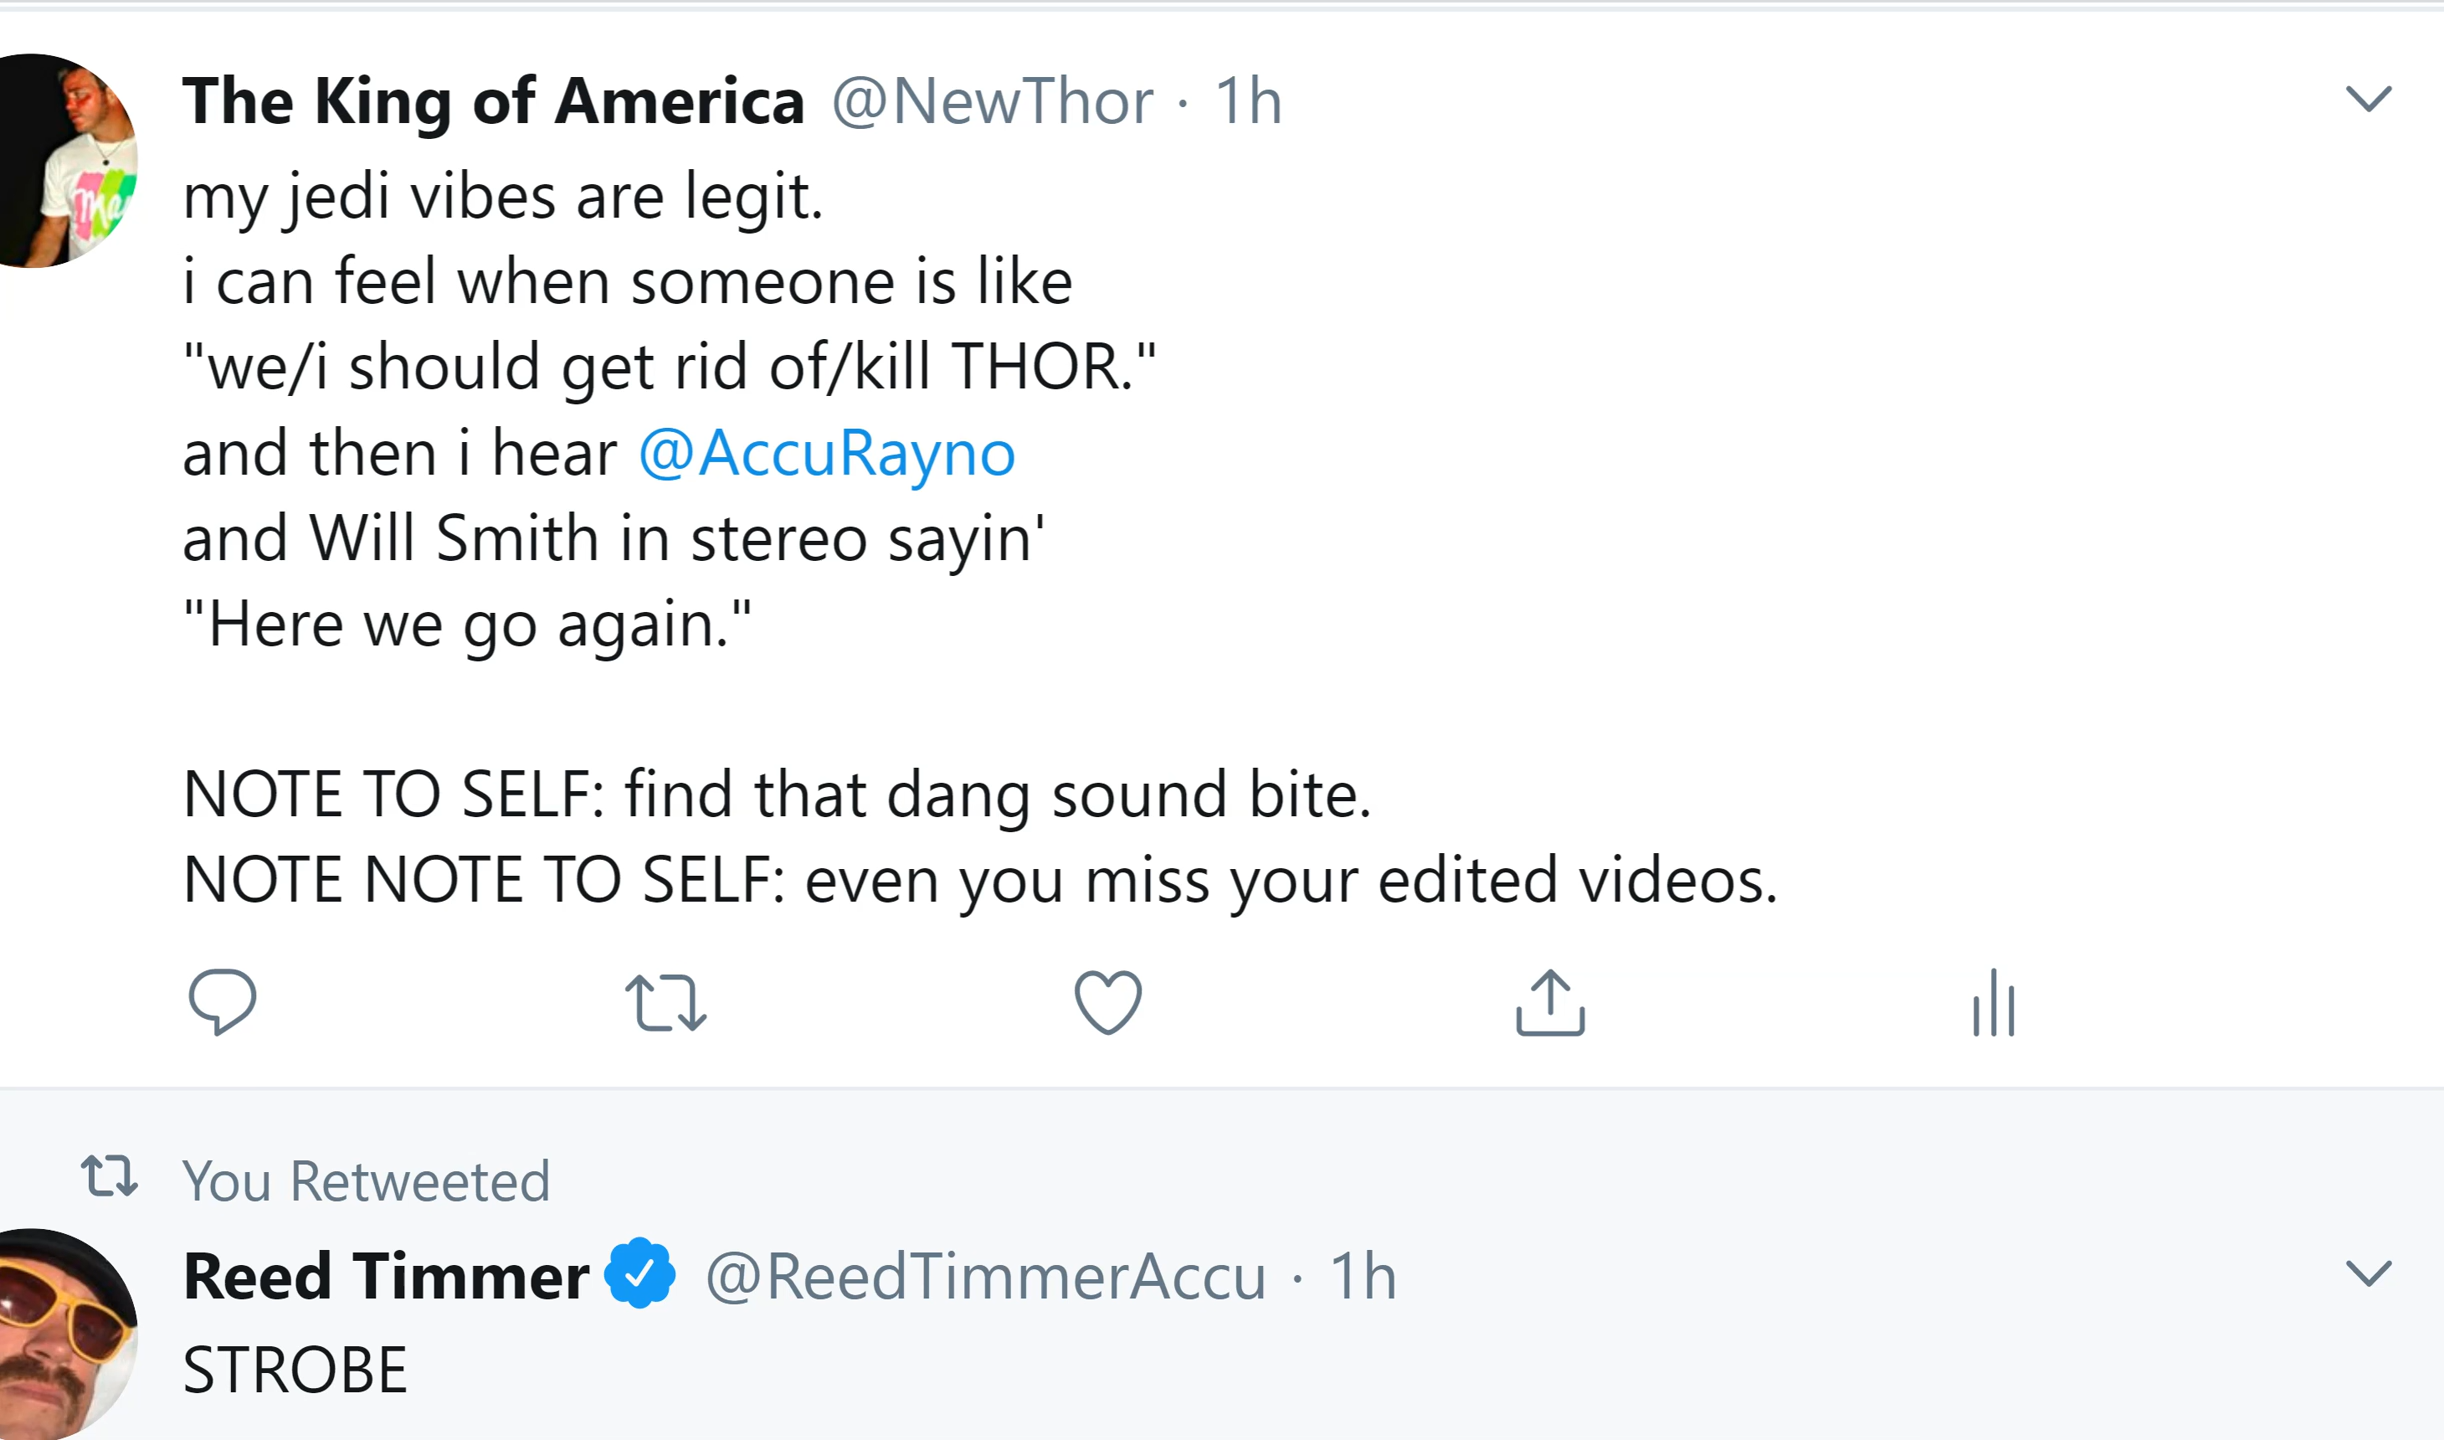 The King of America @NewThor · 1h
my jedi vibes are legit.
i can feel when someone is like
"we/i should get rid of/kill THOR."
and then i hear @AccuRayno
and Will Smith in stereo sayin'
"Here we go again."
NOTE TO SELF: find that dang sound bite.
NOTE NOTE TO SELF: even you miss your edited videos.
You Retweeted
Reed Timmer @ReedTimmerAccu · 1h
STROBE